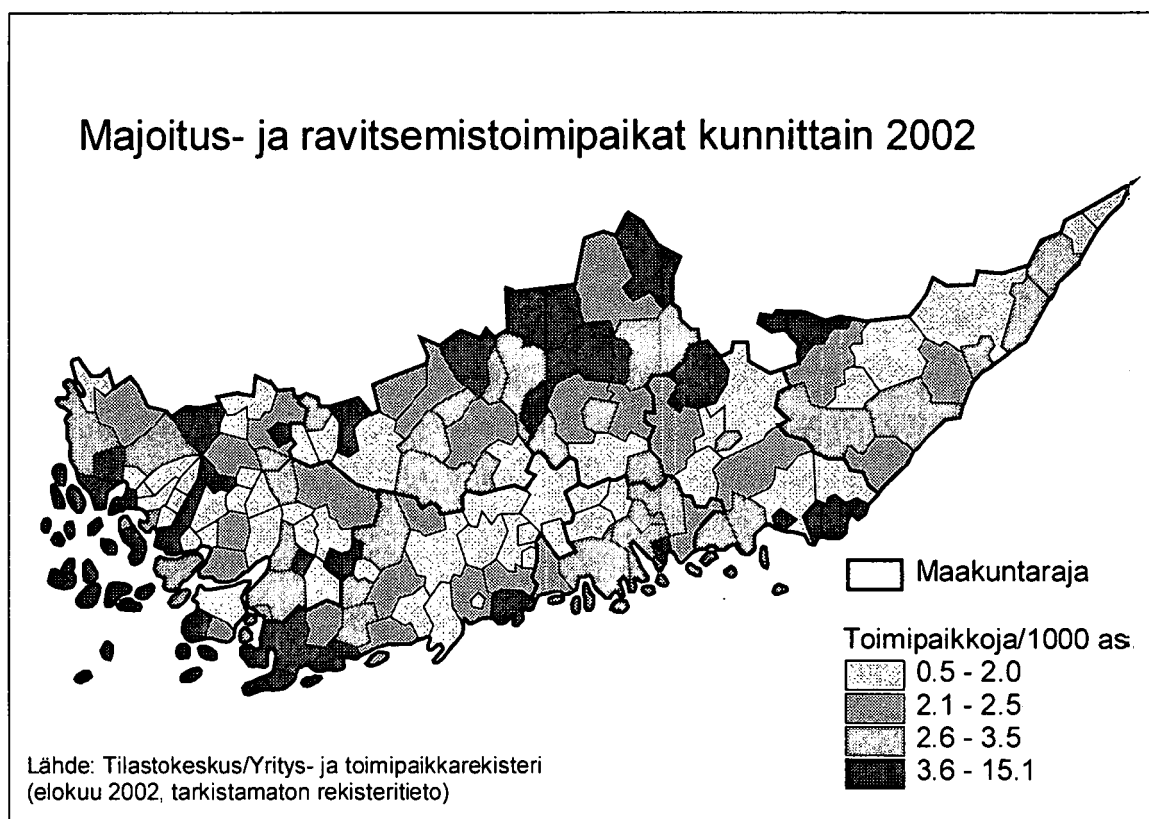 Majoitus- ja ravitsemistoimipaikat kunnittain 2002
Maakuntaraja
Toimipaikkoja/1000 as.
0.5 - 2.0
2.1 - 2.5
2.6 - 3.5
3.6 - 15.1
Lähde: Tilastokeskus/Yritys- ja toimipaikkarekisteri
(elokuu 2002, tarkistamaton rekisteritieto)